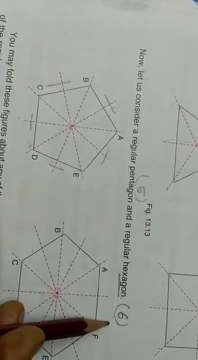 Fig. 13.13
Now, let us consider a regular pentagon and a regular hexagon.
(5)
(6)
A
B
C
D
E
A
B
C
E
F
You may fold these figures about any of